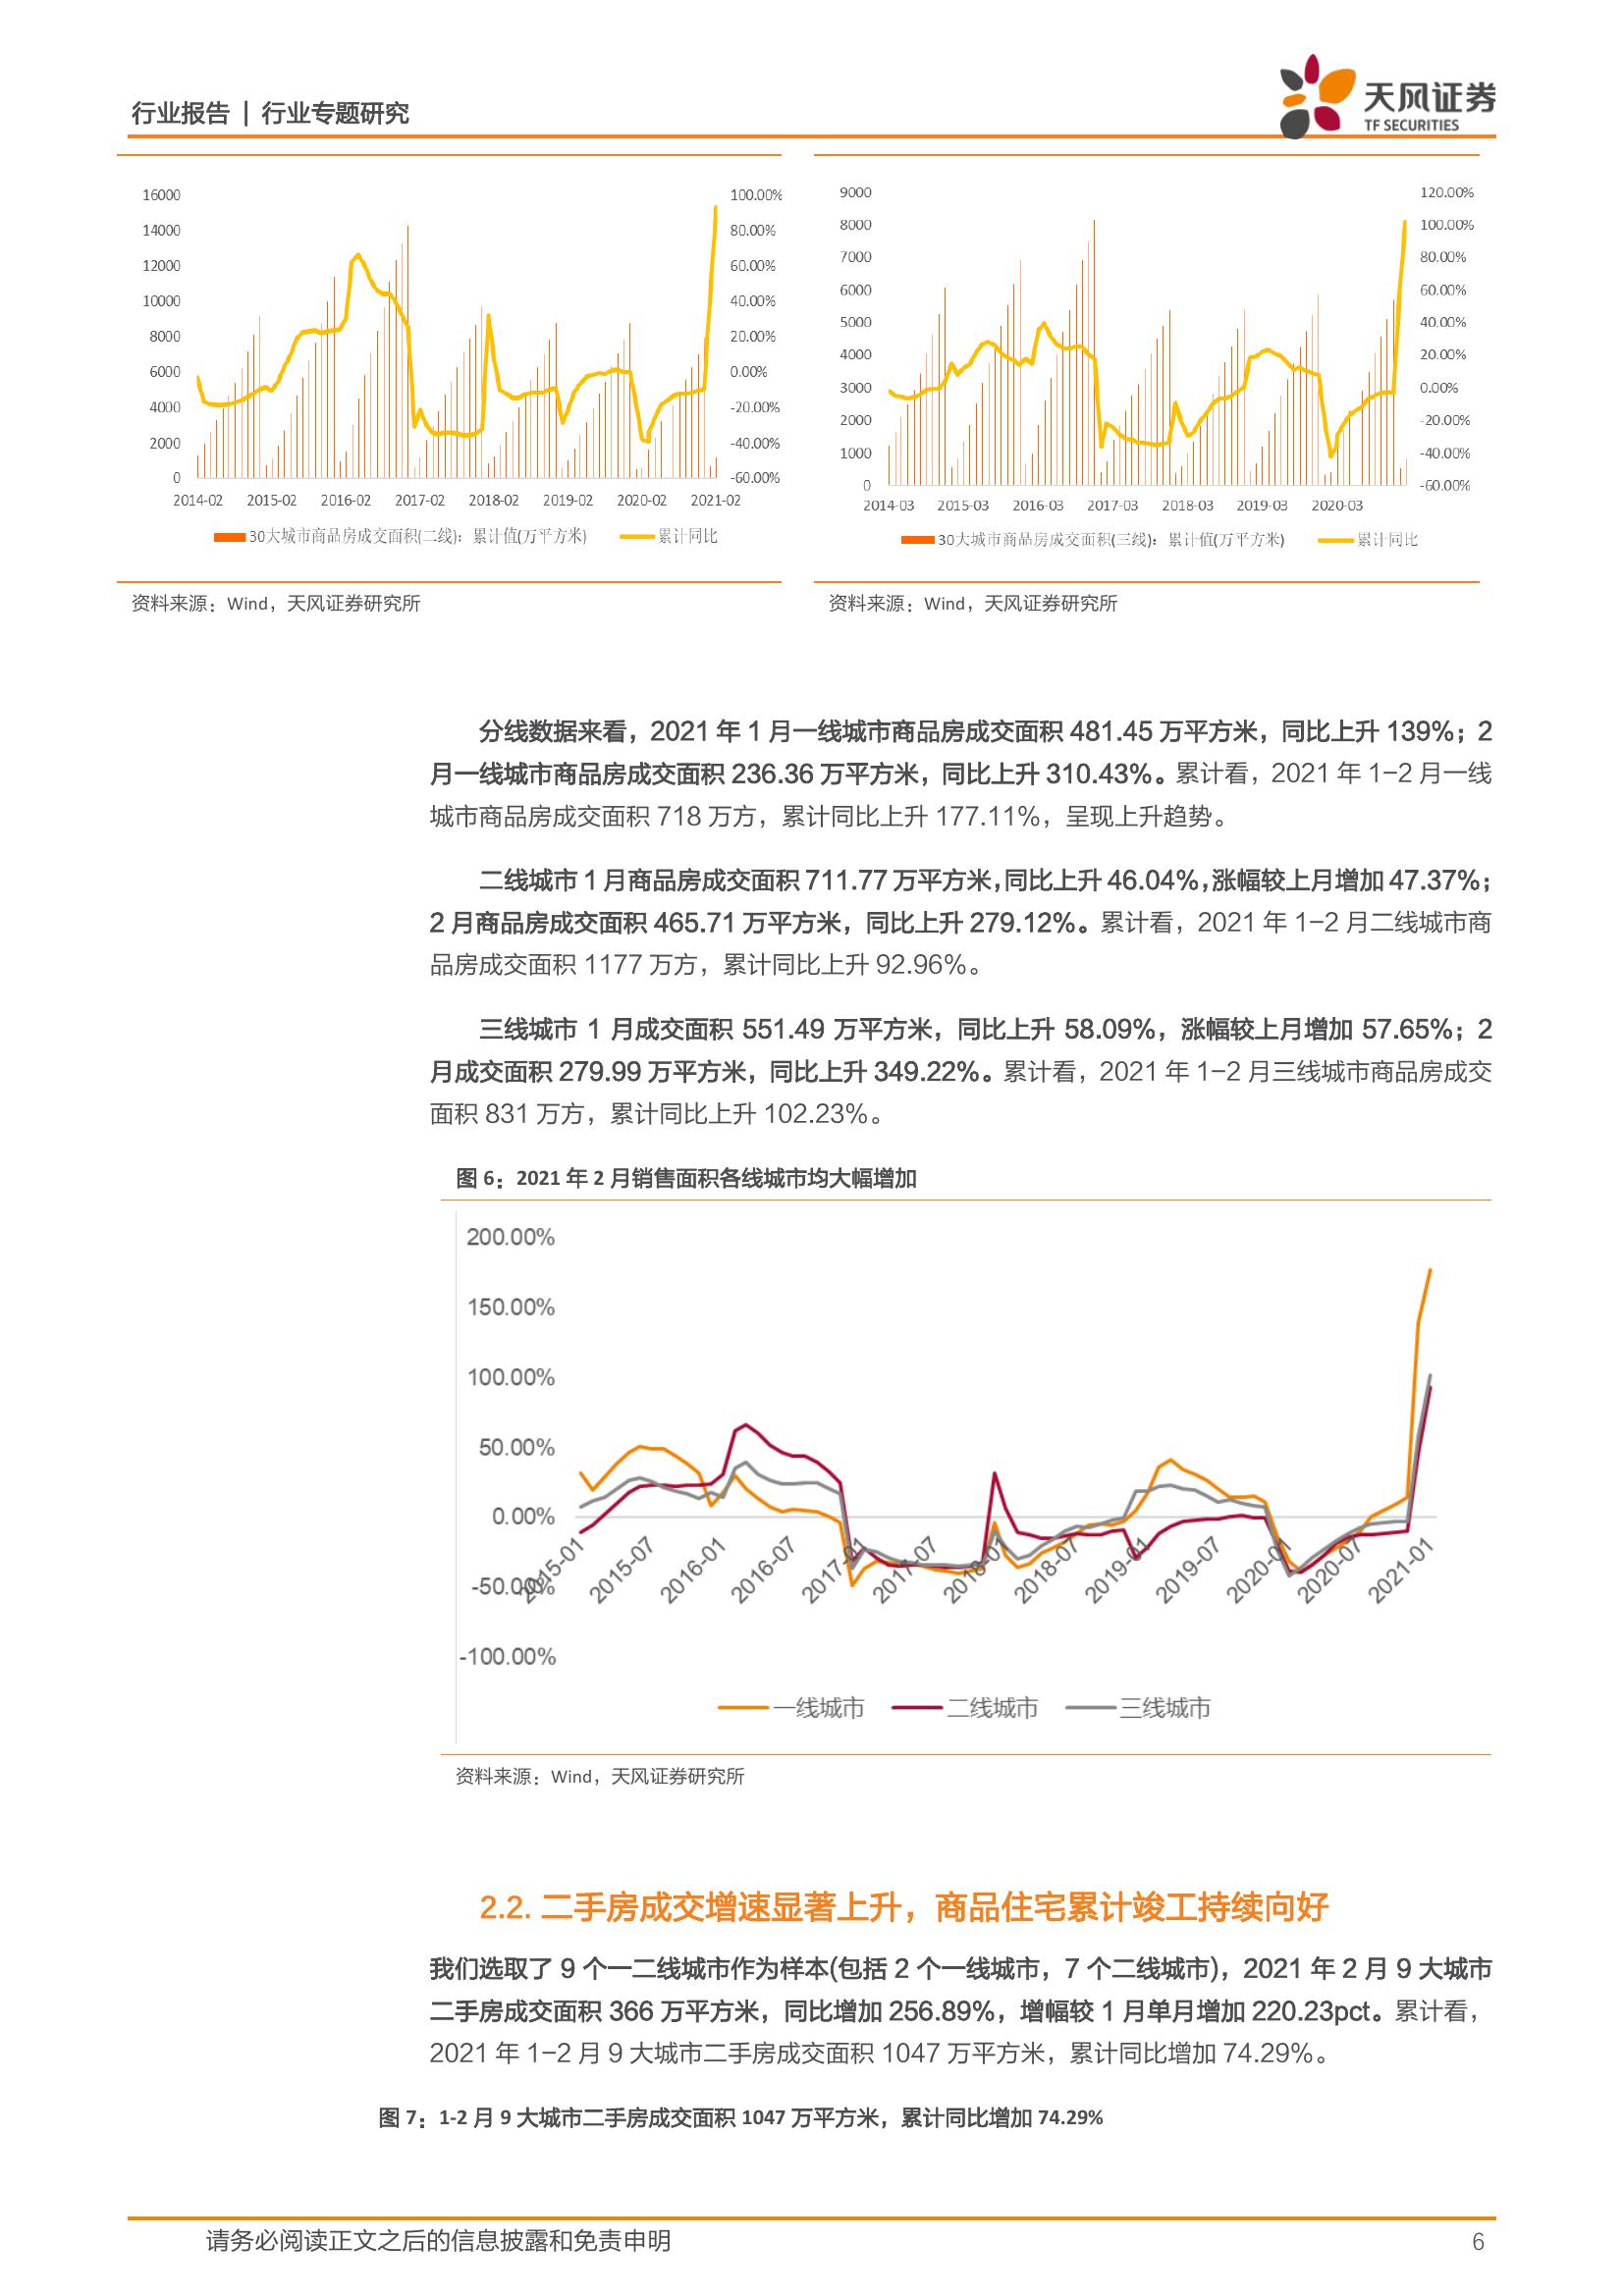 行业报告 | 行业专题研究
天风证券
TF SECURITIES
16000
14000
12000
10000
8000
6000
4000
2000
0
100.00%
80.00%
60.00%
40.00%
20.00%
0.00%
-20.00%
-40.00%
-60.00%
2014-02 2015-02 2016-02 2017-02 2018-02 2019-02 2020-02 2021-02
30大城市商品房成交面积(二线)：累计值(万平方米) 累计同比
9000
8000
7000
6000
5000
4000
3000
2000
1000
0
120.00%
100.00%
80.00%
60.00%
40.00%
20.00%
0.00%
-20.00%
-40.00%
-60.00%
2014-03 2015-03 2016-03 2017-03 2018-03 2019-03 2020-03
30大城市商品房成交面积(三线)：累计值(万平方米) 累计同比
资料来源：Wind，天风证券研究所
资料来源：Wind，天风证券研究所
分线数据来看，2021 年 1 月一线城市商品房成交面积 481.45 万平方米，同比上升 139%；2
月一线城市商品房成交面积 236.36 万平方米，同比上升 310.43%。累计看，2021 年 1-2 月一线
城市商品房成交面积 718 万方，累计同比上升 177.11%，呈现上升趋势。
二线城市 1 月商品房成交面积 711.77 万平方米，同比上升 46.04%，涨幅较上月增加 47.37%；
2 月商品房成交面积 465.71 万平方米，同比上升 279.12%。累计看，2021 年 1-2 月二线城市商
品房成交面积 1177 万方，累计同比上升 92.96%。
三线城市 1 月成交面积 551.49 万平方米，同比上升 58.09%，涨幅较上月增加 57.65%；2
月成交面积 279.99 万平方米，同比上升 349.22%。累计看，2021 年 1-2 月三线城市商品房成交
面积 831 万方，累计同比上升 102.23%。
图 6：2021 年 2 月销售面积各线城市均大幅增加
200.00%
150.00%
100.00%
50.00%
0.00%
-50.00%
-100.00%
2015-01 2015-07 2016-01 2016-07 2017-01 2017-07 2018-01 2018-07 2019-01 2019-07 2020-01 2020-07 2021-01
一线城市 二线城市 三线城市
资料来源：Wind，天风证券研究所
2.2. 二手房成交增速显著上升，商品住宅累计竣工持续向好
我们选取了 9 个一二线城市作为样本(包括 2 个一线城市，7 个二线城市)，2021 年 2 月 9 大城市
二手房成交面积 366 万平方米，同比增加 256.89%，增幅较 1 月单月增加 220.23pct。累计看，
2021 年 1-2 月 9 大城市二手房成交面积 1047 万平方米，累计同比增加 74.29%。
图 7：1-2 月 9 大城市二手房成交面积 1047 万平方米，累计同比增加 74.29%
请务必阅读正文之后的信息披露和免责申明
6